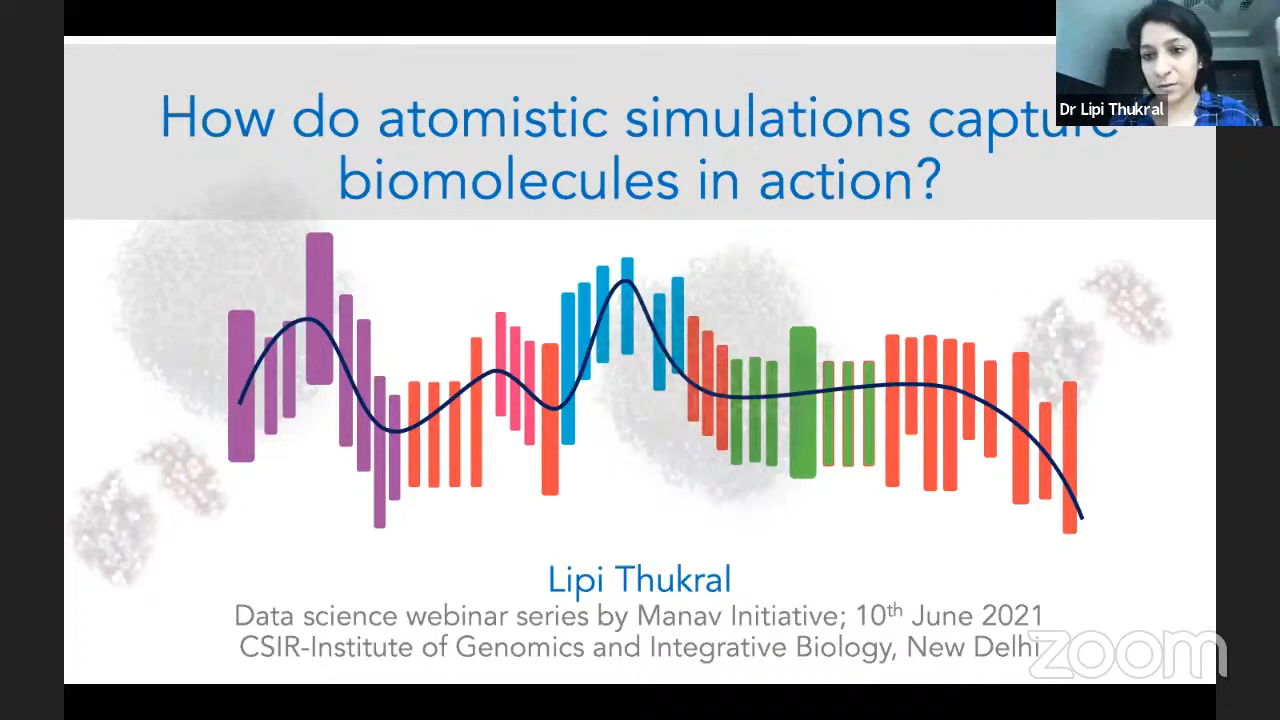 How do atomistic simulations capture
biomolecules in action?
Dr Lipi Thukral
Lipi Thukral
Data science webinar series by Manav Initiative; 10th June 2021
CSIR-Institute of Genomics and Integrative Biology, New Delhi
zoom